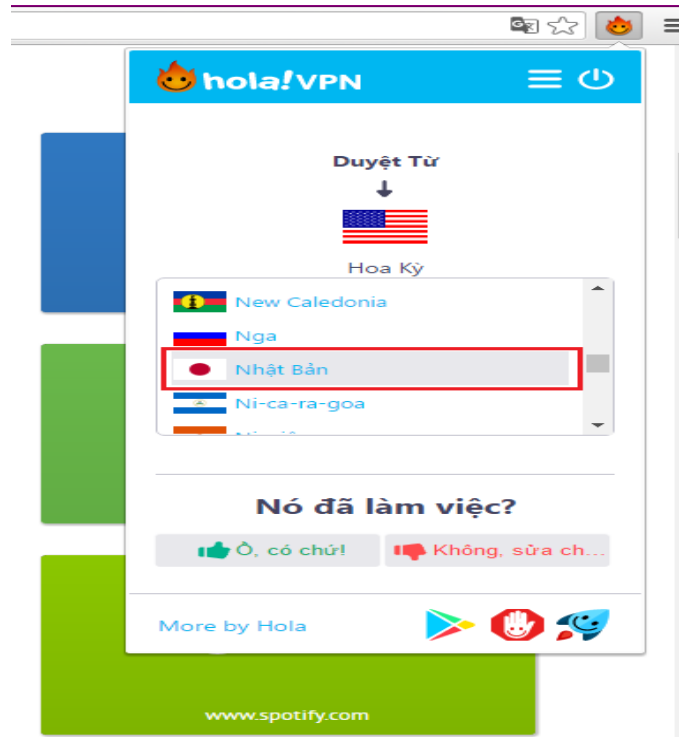 hola!VPN
Duyệt Từ
Hoa Kỳ
New Caledonia
Nga
Nhật Bản
Ni-ca-ra-goa
Nó đã làm việc?
Ồ, có chứ!
Không, sửa ch...
More by Hola
www.spotify.com